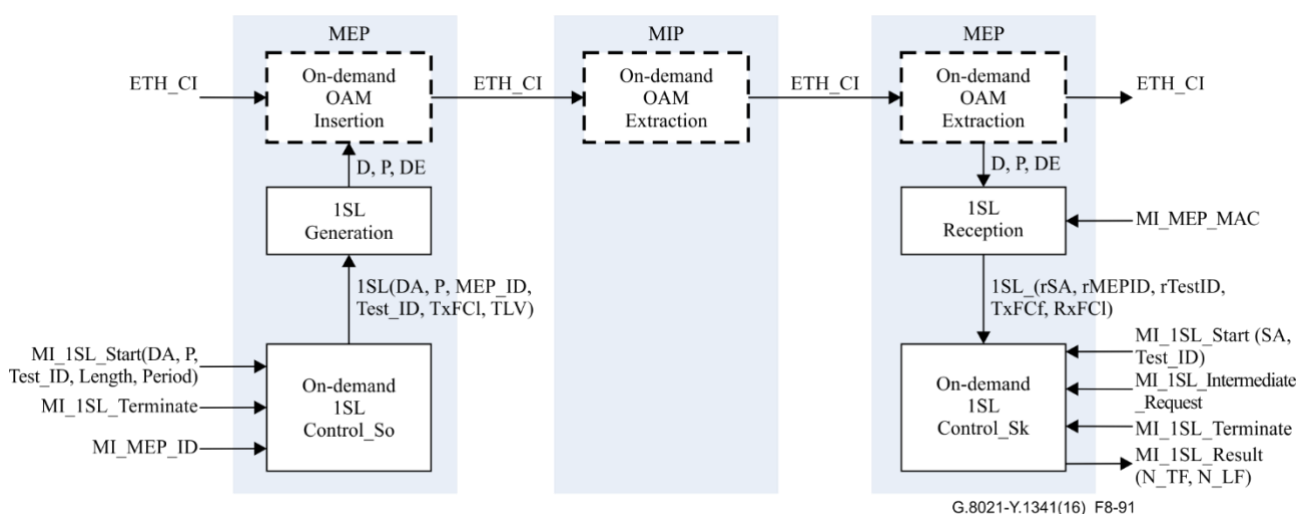 MEP
MIP
MEP
ETH_CI
On-demand
OAM
Insertion
ETH_CI
On-demand
OAM
Extraction
ETH_CI
On-demand
OAM
Extraction
ETH_CI
D, P, DE
D, P, DE
1SL
Generation
1SL
Reception
MI_MEP_MAC
1SL(DA, P, MEP_ID,
Test_ID, TxFCl, TLV)
1SL_(rSA, rMEPID, rTestID,
TxFCf, RxFCl)
MI_1SL_Start(DA, P,
Test_ID, Length, Period)
MI_1SL_Terminate
MI_MEP_ID
On-demand
1SL
Control_So
On-demand
1SL
Control_Sk
MI_1SL_Start (SA,
Test_ID)
MI_1SL_Intermediate
_Request
MI_1SL_Terminate
MI_1SL_Result
(N_TF, N_LF)
G.8021-Y.1341(16)_F8-91